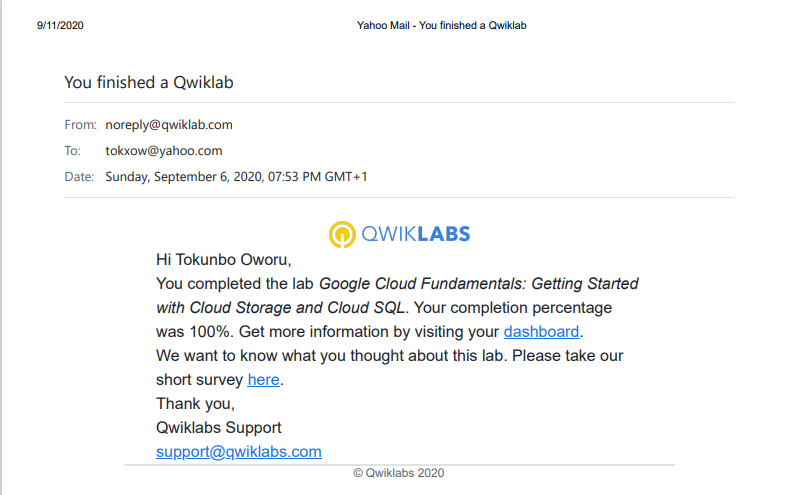 9/11/2020 Yahoo Mail - You finished a Qwiklab
You finished a Qwiklab
From: noreply@qwiklab.com
To: tokxow@yahoo.com
Date: Sunday, September 6, 2020, 07:53 PM GMT+1
QWIKLABS
Hi Tokunbo Oworu,
You completed the lab Google Cloud Fundamentals: Getting Started
with Cloud Storage and Cloud SQL. Your completion percentage
was 100%. Get more information by visiting your dashboard.
We want to know what you thought about this lab. Please take our
short survey here.
Thank you,
Qwiklabs Support
support@qwiklabs.com
© Qwiklabs 2020